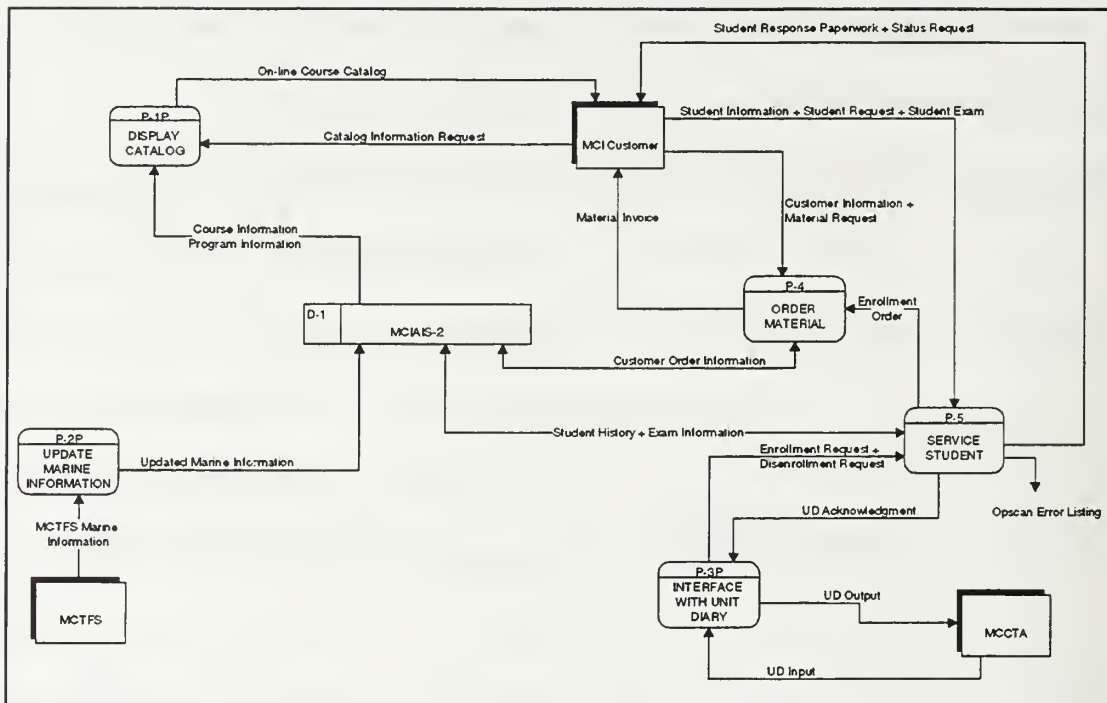 Student Response Paperwork + Status Request
On-line Course Catalog
P-1P
DISPLAY
CATALOG
Student Information + Student Request + Student Exam
Catalog Information Request
MCI Customer
Customer Information +
Material Request
Material Invoice
Course Information
Program Information
P-4
ORDER
MATERIAL
Enrollment
Order
D-1
MCIAIS-2
Customer Order Information
P-5
SERVICE
STUDENT
P-2P
UPDATE
MARINE
INFORMATION
Student History + Exam Information
Enrollment Request +
Disenrollment Request
Updated Marine Information
Opscan Error Listing
UD Acknowledgment
MCTFS Marine
Information
P-3P
INTERFACE
WITH UNIT
DIARY
UD Output
MCTFS
MCCTA
UD Input